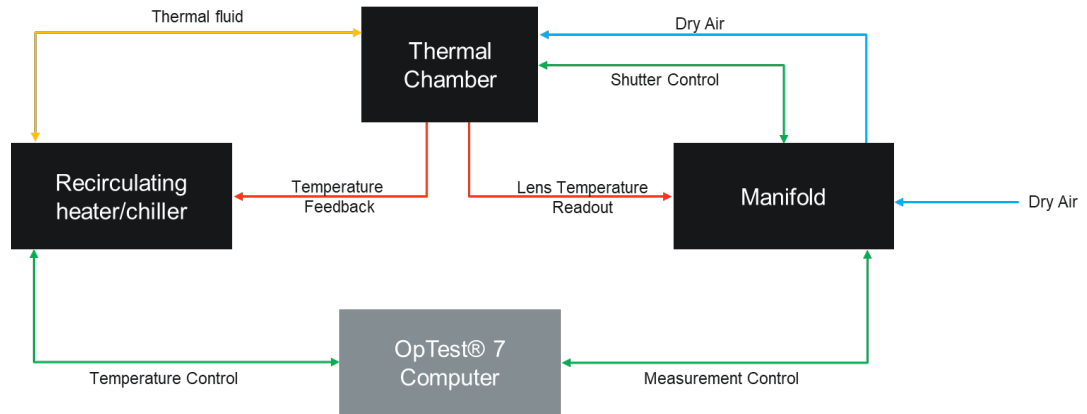 Thermal fluid
Thermal
Chamber
Dry Air
Shutter Control
Recirculating
heater/chiller
Temperature
Feedback
Lens Temperature
Readout
Manifold
Dry Air
OpTest® 7
Computer
Temperature Control
Measurement Control